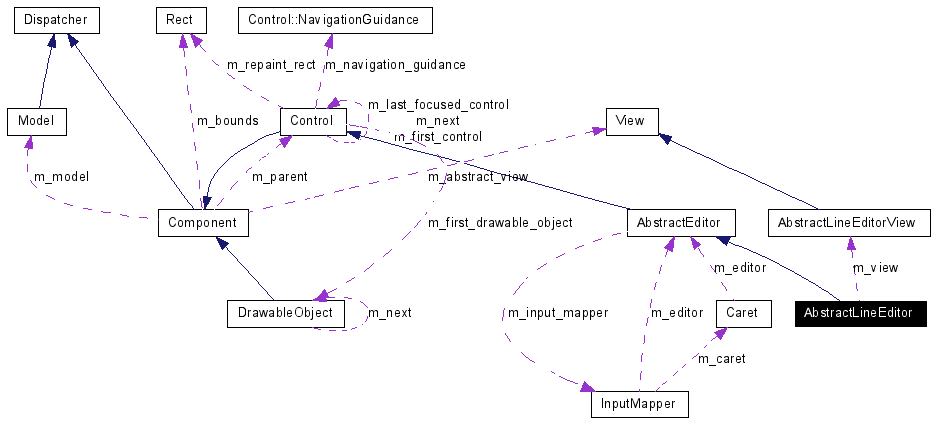 Dispatcher
Rect
Control::NavigationGuidance
m_repaint_rect
m_navigation_guidance
Model
m_bounds
Control
m_last_focused_control
m_next
m_first_control
View
m_model
m_parent
m_abstract_view
Component
m_first_drawable_object
AbstractEditor
AbstractLineEditorView
m_editor
m_view
DrawableObject
m_next
m_input_mapper
m_editor
Caret
AbstractLineEditor
m_caret
InputMapper